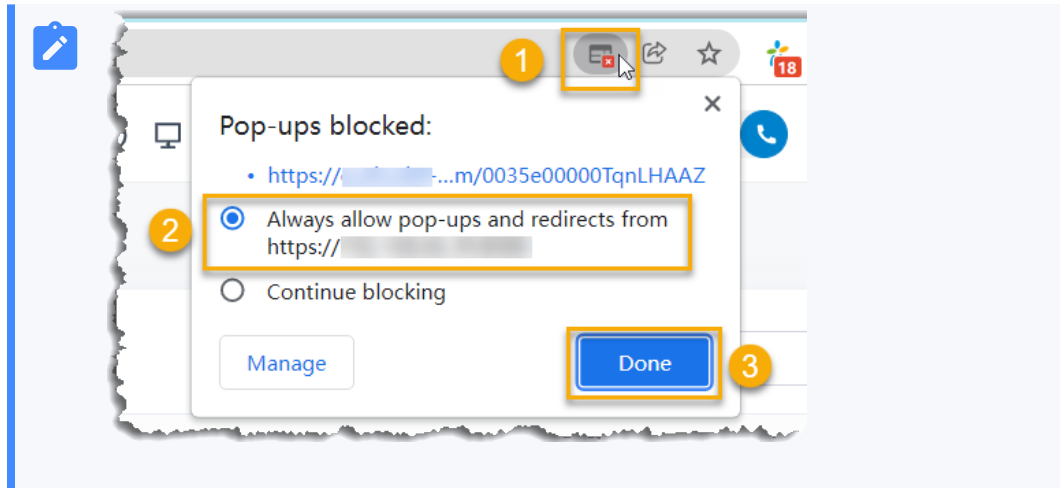 1
18
Pop-ups blocked:
• https:// -...m/0035e00000TqnLHAAZ
2
Always allow pop-ups and redirects from
https://
Continue blocking
Manage
Done
3